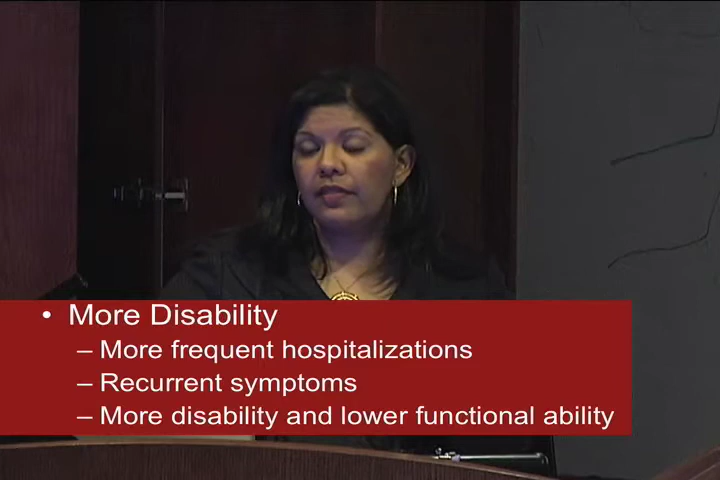 • More Disability
– More frequent hospitalizations
– Recurrent symptoms
– More disability and lower functional ability